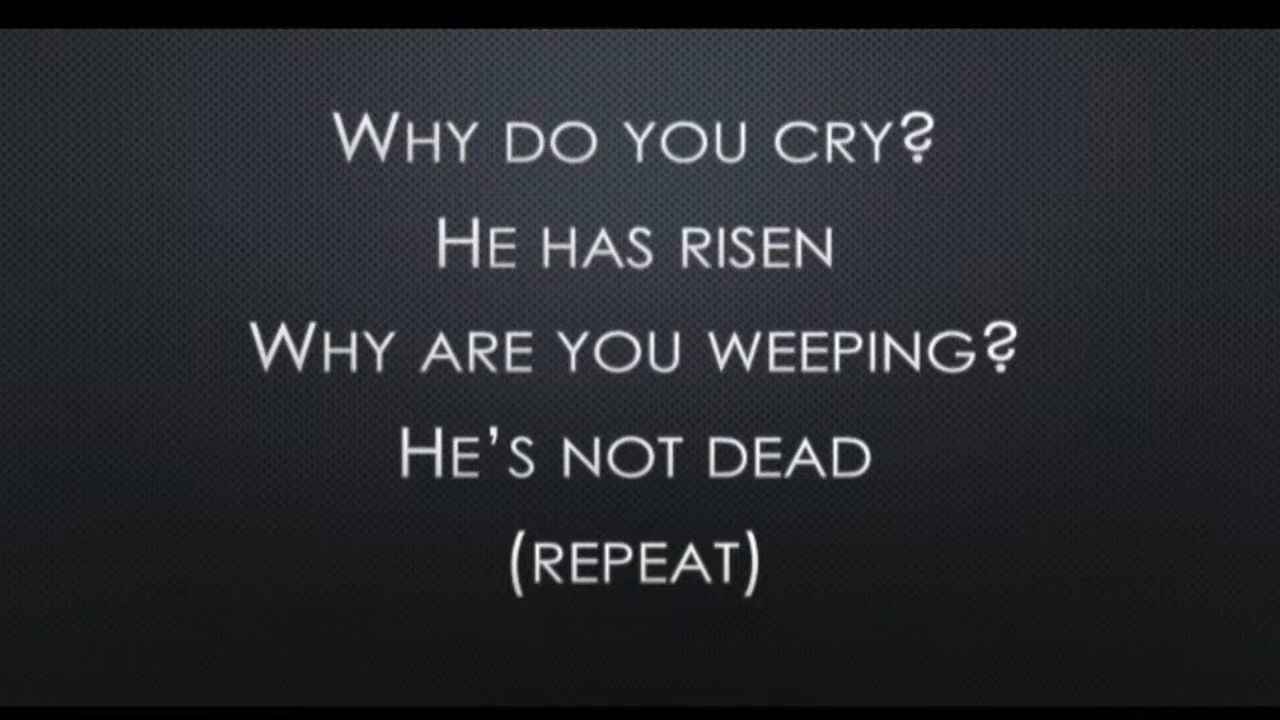 Why do you cry?
He has risen
Why are you weeping?
He's not dead
(repeat)